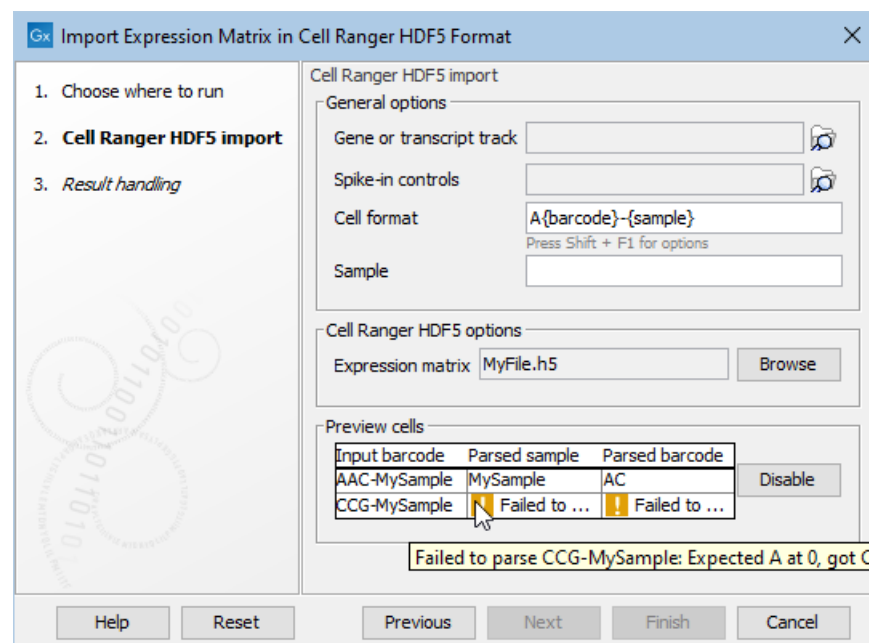 Gx Import Expression Matrix in Cell Ranger HDF5 Format
1. Choose where to run
2. Cell Ranger HDF5 import
3. Result handling
Cell Ranger HDF5 import
General options
Gene or transcript track
Spike-in controls
Cell format A{barcode}-{sample}
Press Shift + F1 for options
Sample
Cell Ranger HDF5 options
Expression matrix MyFile.h5 Browse
Preview cells
Input barcode Parsed sample Parsed barcode
AAC-MySample MySample AC Disable
CCG-MySample ! Failed to ... ! Failed to ...
Failed to parse CCG-MySample: Expected A at 0, got C
Help Reset Previous Next Finish Cancel